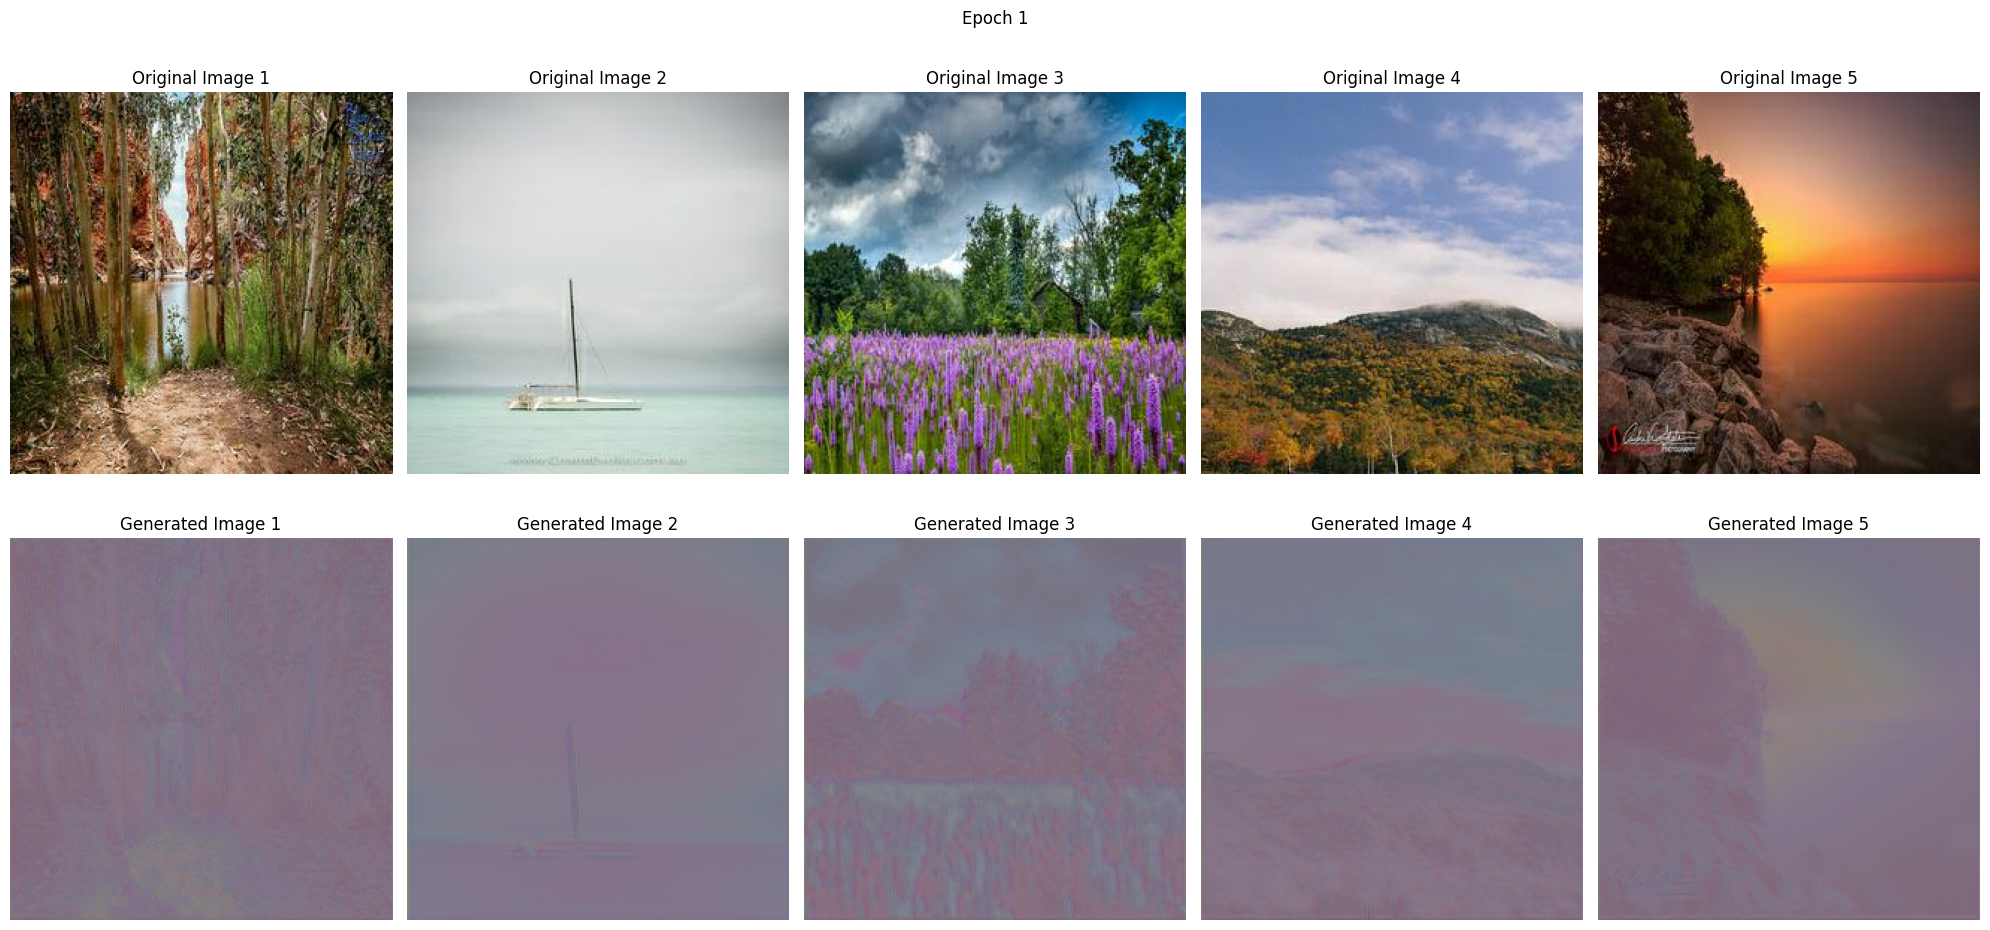 Epoch 1
Original Image 1
Original Image 2
Original Image 3
Original Image 4
Original Image 5
PHOTOGRAPHY
Generated Image 1
Generated Image 2
Generated Image 3
Generated Image 4
Generated Image 5